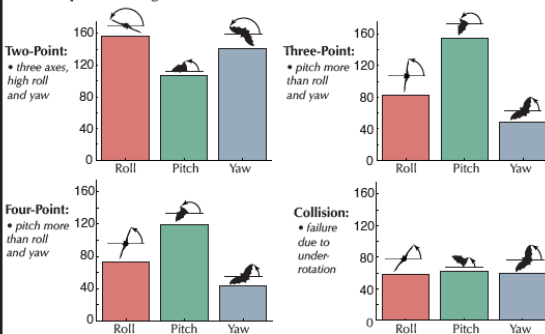 Two-Point:
• three axes,
high roll
and yaw
160
120
80
40
0
Roll Pitch Yaw
Three-Point:
• pitch more
than roll
and yaw
160
120
80
40
0
Roll Pitch Yaw
Four-Point:
• pitch more
than roll
and yaw
160
120
80
40
0
Roll Pitch Yaw
Collision:
• failure
due to
under-
rotation
160
120
80
40
0
Roll Pitch Yaw